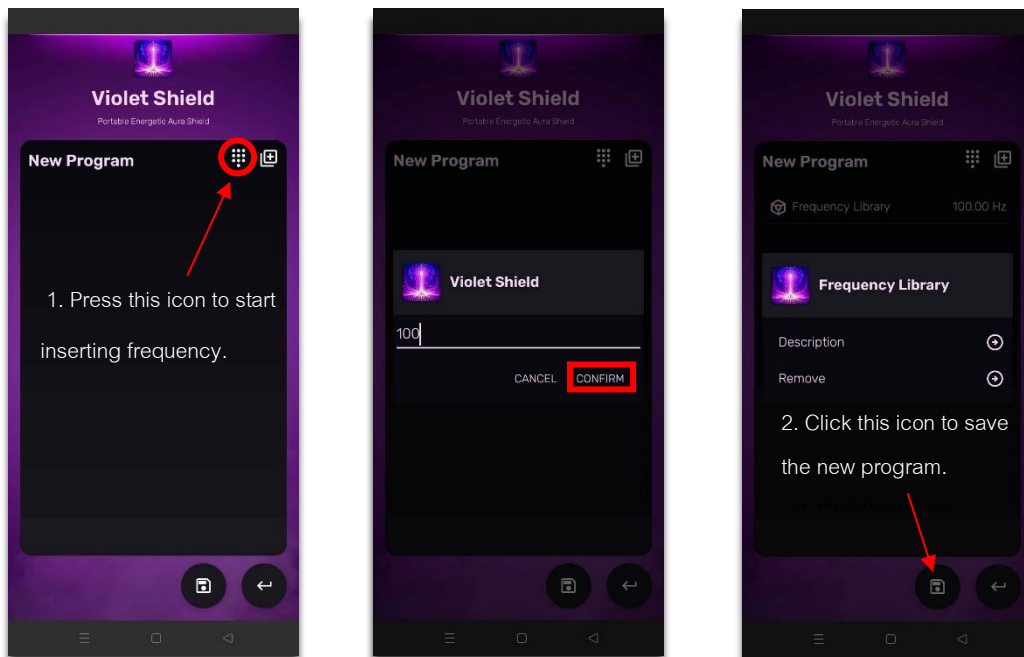 Violet Shield
Portable Energetic Aura Shield
New Program
1. Press this icon to start
inserting frequency.
Violet Shield
Portable Energetic Aura Shield
New Program
Violet Shield
100
CANCEL CONFIRM
Violet Shield
Portable Energetic Aura Shield
New Program
Frequency Library 100.00 Hz
Frequency Library
Description
Remove
2. Click this icon to save
the new program.